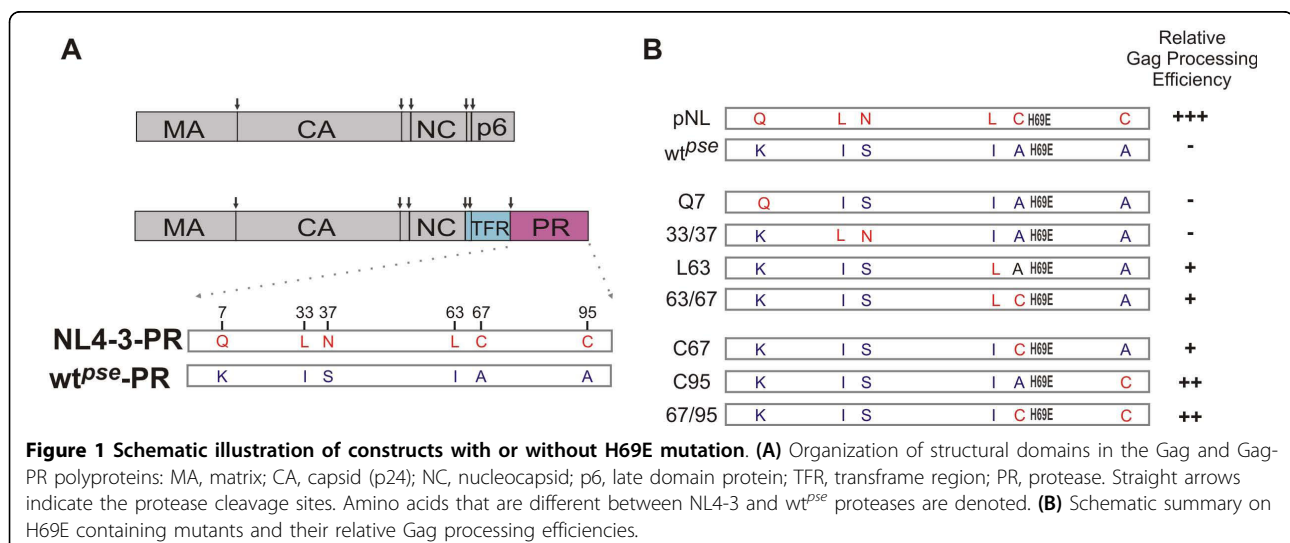 A
MA CA NC p6
MA CA NC TFR PR
7 33 37 63 67 95
NL4-3-PR Q L N L C C
wtpse-PR K I S I A A
B
Relative
Gag Processing
Efficiency
pNL Q L N L C H69E C +++
wtpse K I S I A H69E A -
Q7 Q I S I A H69E A -
33/37 K L N I A H69E A -
L63 K I S L A H69E A +
63/67 K I S L C H69E A +
C67 K I S I C H69E A +
C95 K I S I A H69E C ++
67/95 K I S I C H69E C ++
Figure 1 Schematic illustration of constructs with or without H69E mutation. (A) Organization of structural domains in the Gag and Gag-
PR polyproteins: MA, matrix; CA, capsid (p24); NC, nucleocapsid; p6, late domain protein; TFR, transframe region; PR, protease. Straight arrows
indicate the protease cleavage sites. Amino acids that are different between NL4-3 and wtpse proteases are denoted. (B) Schematic summary on
H69E containing mutants and their relative Gag processing efficiencies.